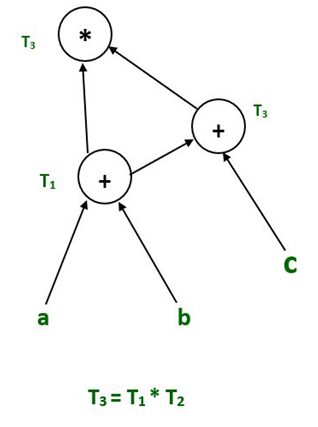 T₃ *
+ T₃
T₁ +
c
a b
T₃ = T₁ * T₂